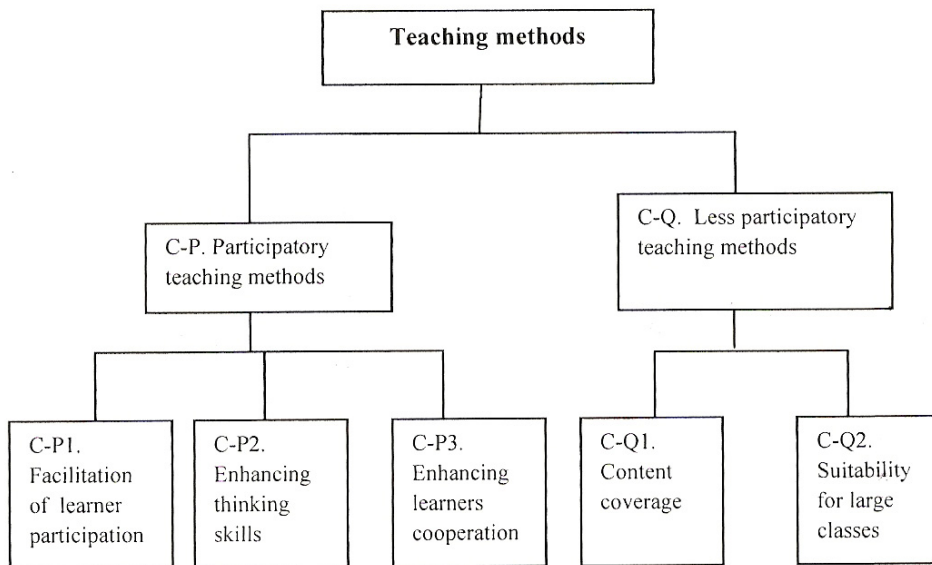 Teaching methods
C-P. Participatory
teaching methods
C-Q. Less participatory
teaching methods
C-P1.
Facilitation
of learner
participation
C-P2.
Enhancing
thinking
skills
C-P3.
Enhancing
learners
cooperation
C-Q1.
Content
coverage
C-Q2.
Suitability
for large
classes